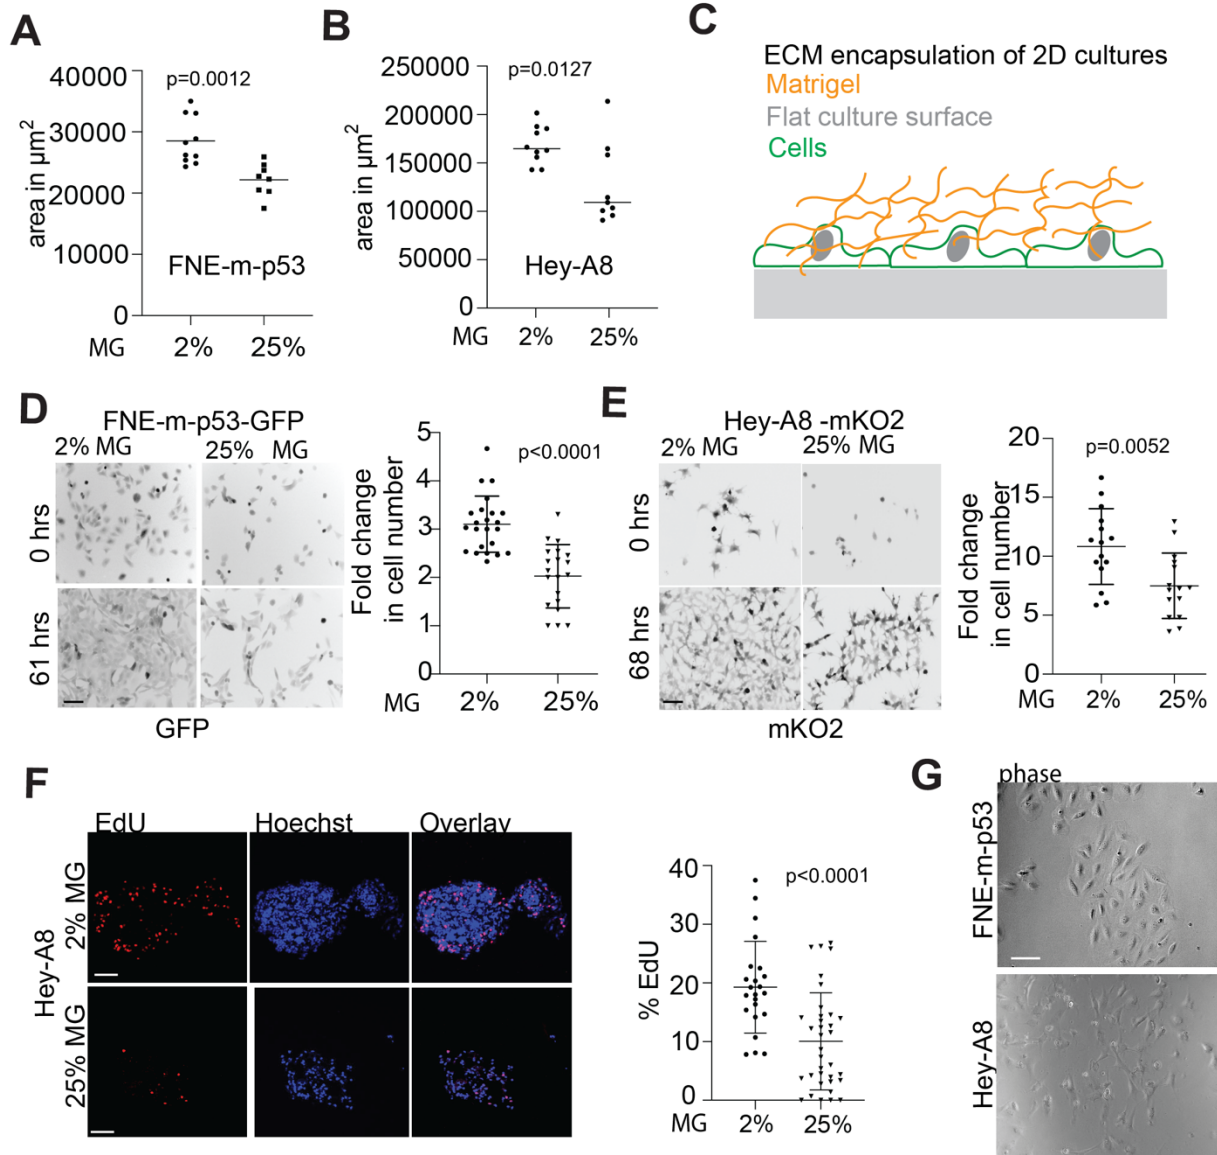 A
40000
30000
20000
10000
0
area in µm²
p=0.0012
FNE-m-p53
MG
2%
25%
B
250000
200000
150000
100000
50000
0
area in µm²
p=0.0127
Hey-A8
MG
2%
25%
C
ECM encapsulation of 2D cultures
Matrigel
Flat culture surface
Cells
D
FNE-m-p53-GFP
2% MG
25% MG
0 hrs
61 hrs
GFP
Fold change
in cell number
5
4
3
2
1
0
p<0.0001
MG
2%
25%
E
Hey-A8 -mKO2
2% MG
25% MG
0 hrs
68 hrs
mKO2
Fold change
in cell number
20
15
10
5
0
p=0.0052
MG
2%
25%
F
EdU
Hoechst
Overlay
Hey-A8
2% MG
25% MG
% EdU
40
30
20
10
0
p<0.0001
MG
2%
25%
G
phase
FNE-m-p53
Hey-A8